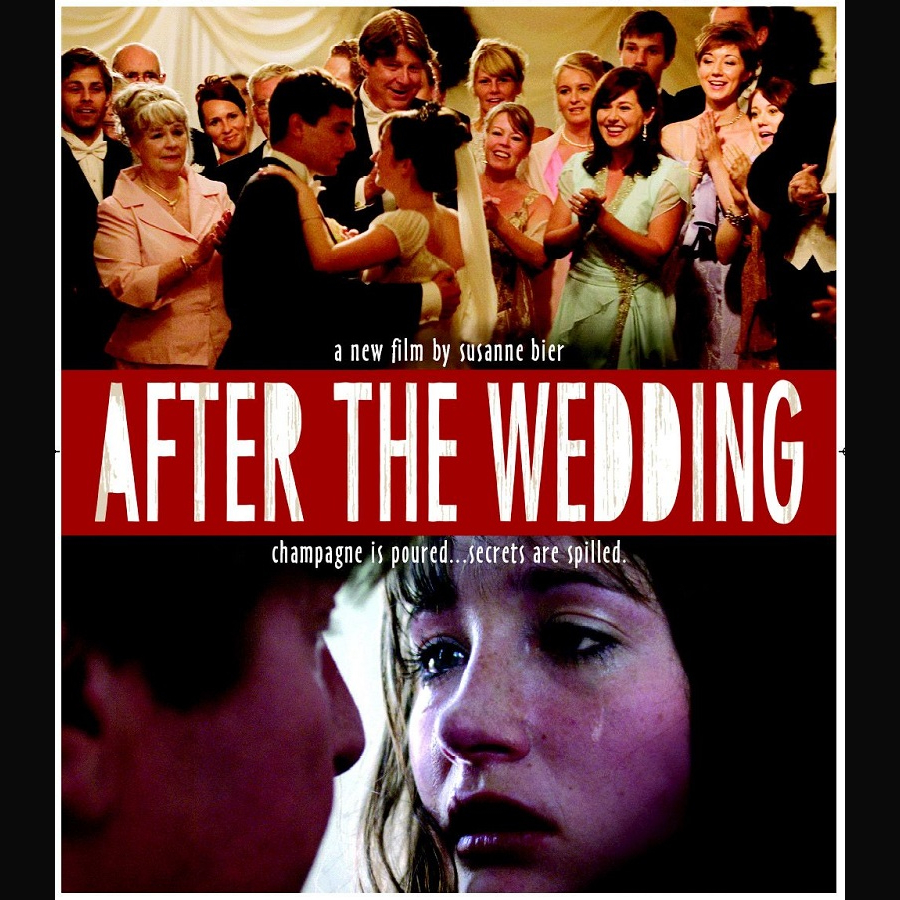 a new film by susanne bier
AFTER THE WEDDING
champagne is poured...secrets are spilled.